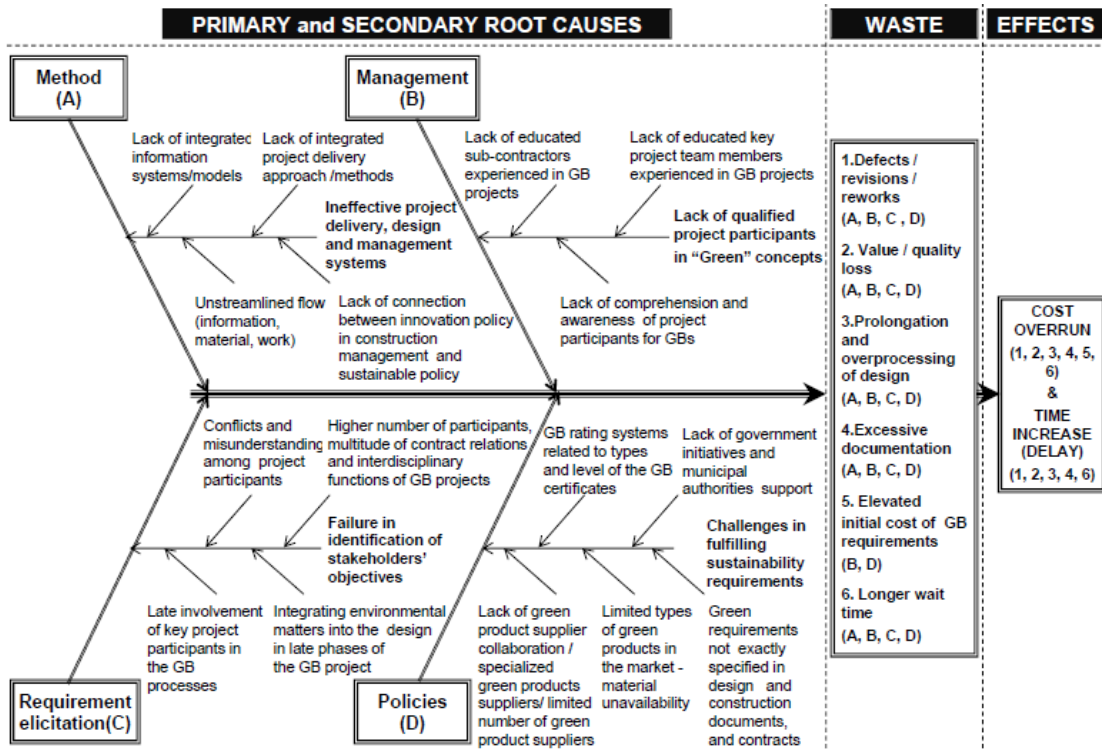 PRIMARY and SECONDARY ROOT CAUSES
WASTE
EFFECTS
Method
(A)
Management
(B)
Lack of integrated
information
systems/models
Lack of integrated
project delivery
approach /methods
Ineffective project
delivery, design
and management
systems
Unstreamlined flow
(information,
material, work)
Lack of connection
between innovation policy
in construction
management and
sustainable policy
Lack of educated
sub-contractors
experienced in GB
projects
Lack of educated key
project team members
experienced in GB projects
Lack of qualified
project participants
in “Green” concepts
Lack of comprehension and
awareness of project
participants for GBs
Conflicts and
misunderstanding
among project
participants
Higher number of participants,
multitude of contract relations
and interdisciplinary
functions of GB projects
Failure in
identification of
stakeholders’
objectives
Late involvement
of key project
participants in
the GB
processes
Integrating environmental
matters into the design
in late phases of
the GB project
Requirement
elicitation(C)
GB rating systems
related to types
and level of the GB
certificates
Lack of government
initiatives and
municipal
authorities support
Challenges in
fulfilling
sustainability
requirements
Lack of green
product supplier
collaboration /
specialized
green products
suppliers/ limited
number of green
product suppliers
Limited types
of green
products in
the market -
material
unavailability
Green
requirements
not exactly
specified in
design and
construction
documents,
and contracts
Policies
(D)
1.Defects /
revisions /
reworks
(A, B, C , D)
2. Value / quality
loss
(A, B, C, D)
3.Prolongation
and
overprocessing
of design
(A, B, C, D)
4.Excessive
documentation
(A, B, C, D)
5. Elevated
initial cost of GB
requirements
(B, D)
6. Longer wait
time
(A, B, C, D)
COST
OVERRUN
(1, 2, 3, 4, 5,
6)
&
TIME
INCREASE
(DELAY)
(1, 2, 3, 4, 6)